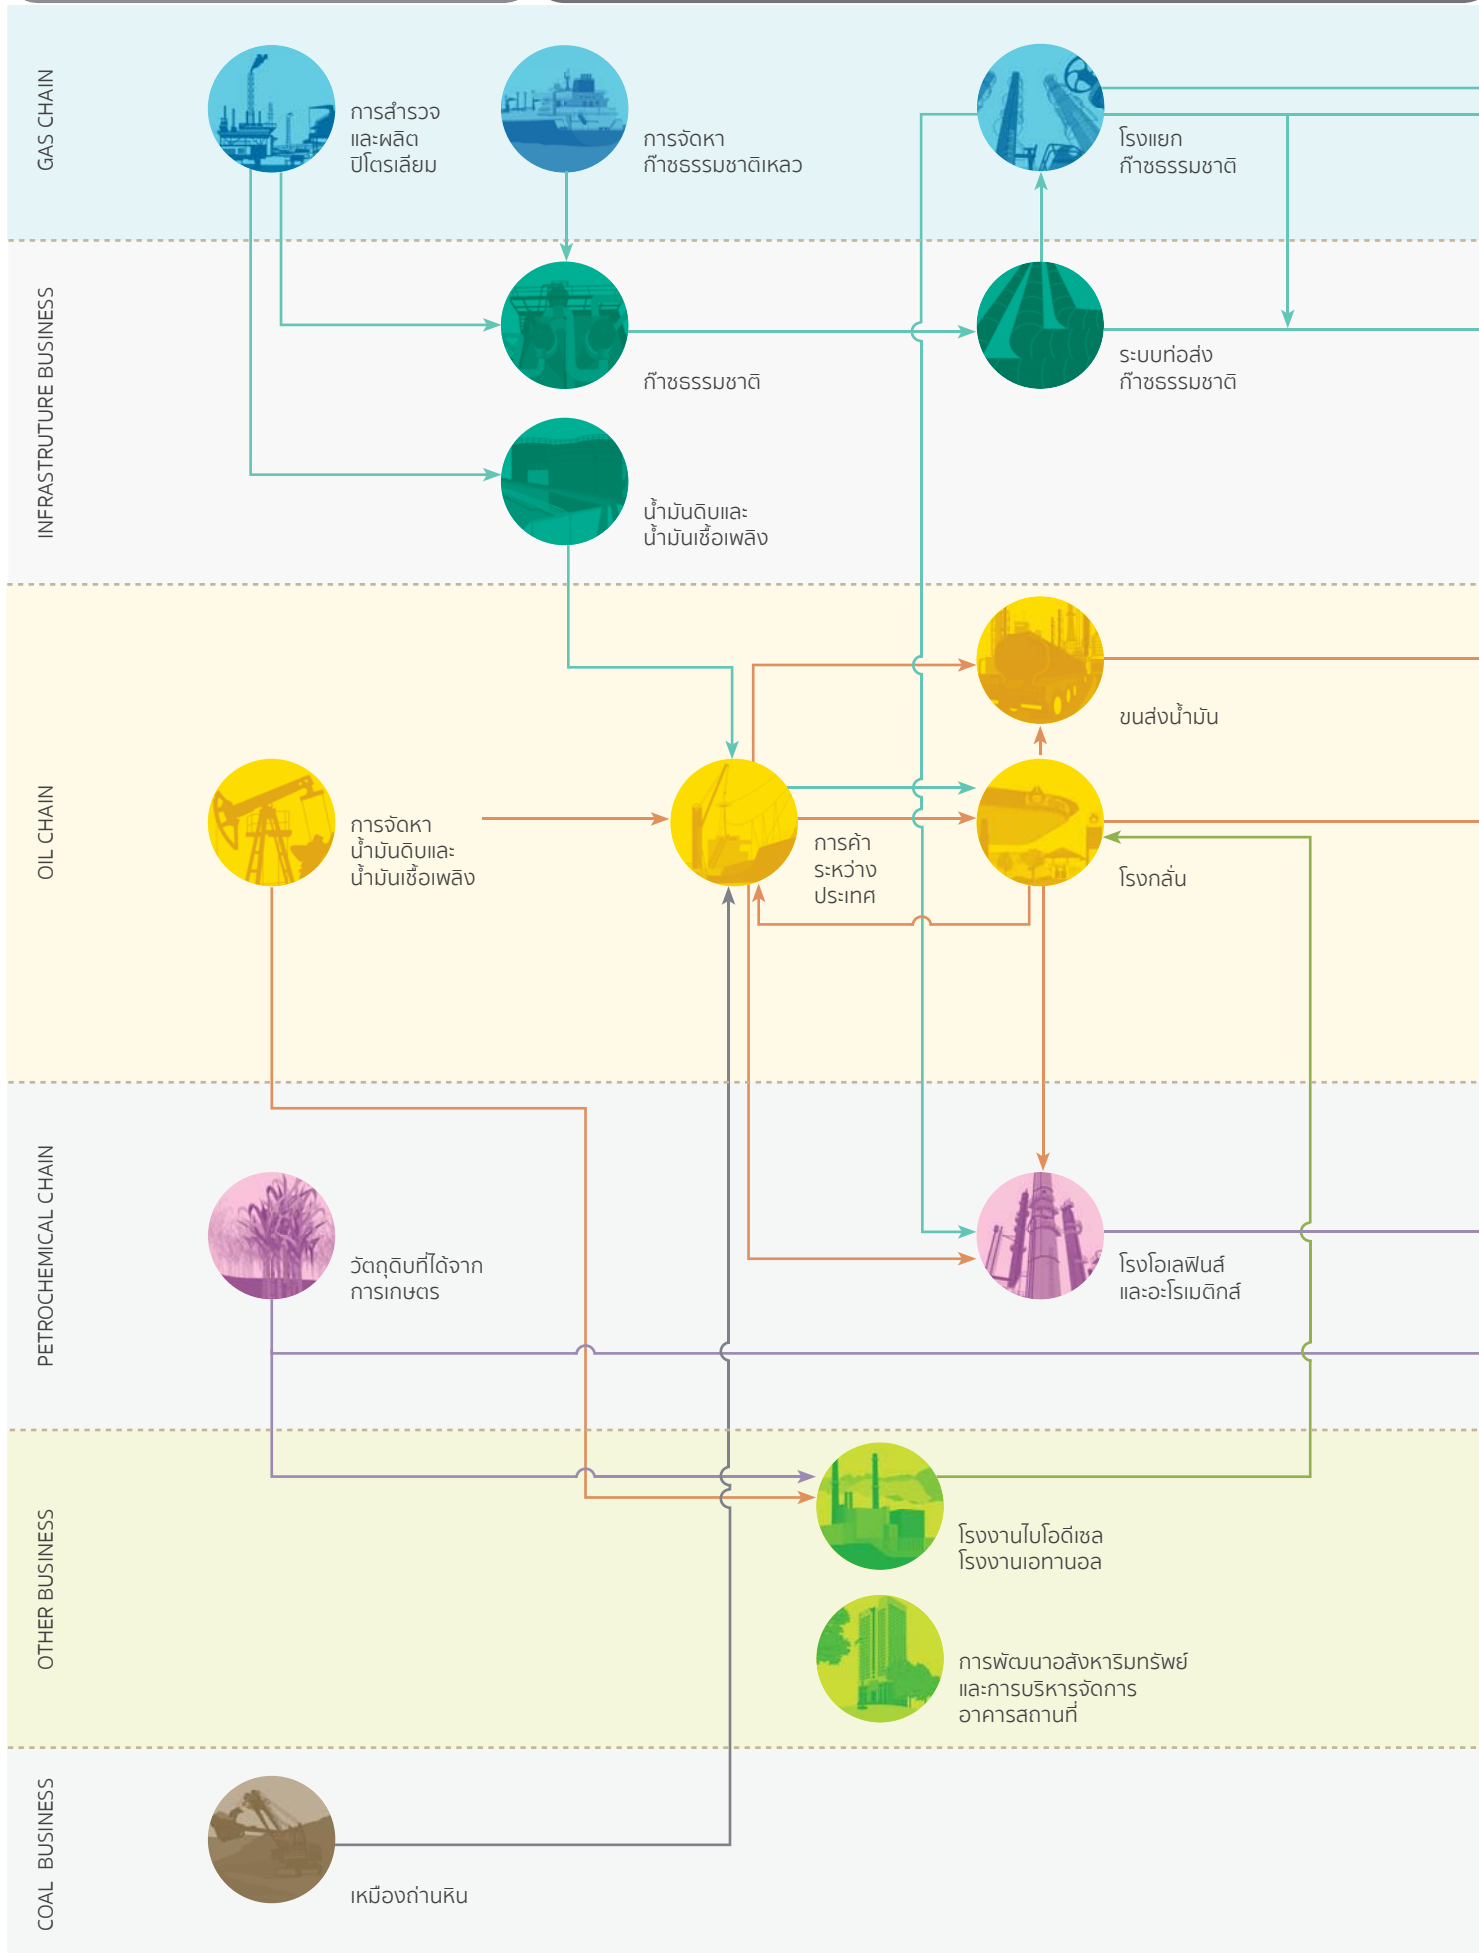 GAS CHAIN
การสำรวจ
และผลิต
ปิโตรเลียม
การจัดหา
ก๊าซธรรมชาติเหลว
โรงแยก
ก๊าซธรรมชาติ
INFRASTRUTURE BUSINESS
ก๊าซธรรมชาติ
ระบบท่อส่ง
ก๊าซธรรมชาติ
น้ำมันดิบและ
น้ำมันเชื้อเพลิง
OIL CHAIN
ขนส่งน้ำมัน
การจัดหา
น้ำมันดิบและ
น้ำมันเชื้อเพลิง
การค้า
ระหว่าง
ประเทศ
โรงกลั่น
PETROCHEMICAL CHAIN
วัตถุดิบที่ได้จาก
การเกษตร
โรงโอเลฟินส์
และอะโรเมติกส์
OTHER BUSINESS
โรงงานไบโอดีเซล
โรงงานเอทานอล
การพัฒนาอสังหาริมทรัพย์
และการบริหารจัดการ
อาคารสถานที่
COAL BUSINESS
เหมืองถ่านหิน